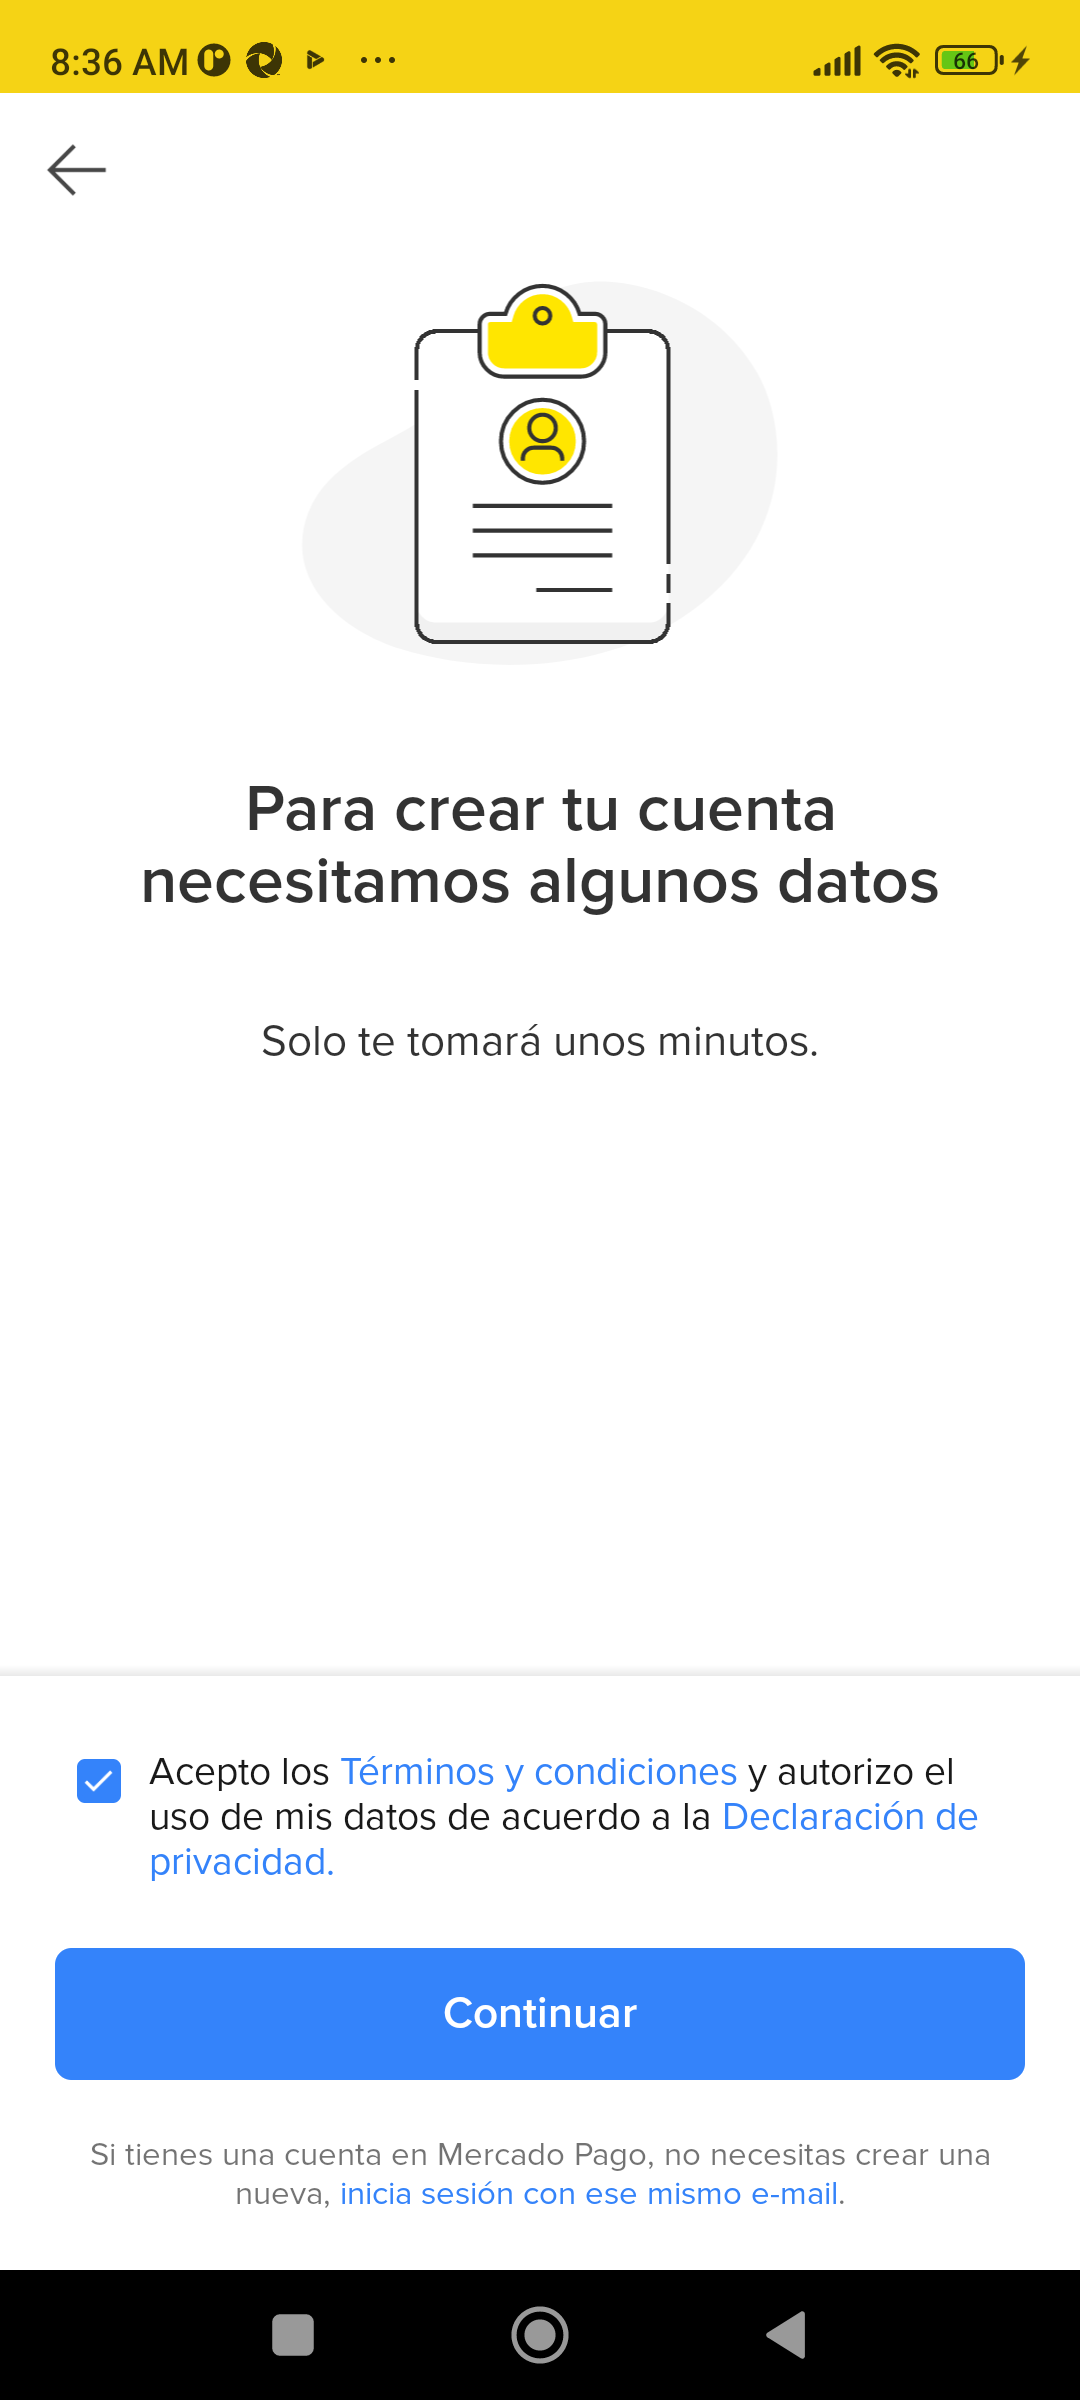 8:36 AM
66
Para crear tu cuenta
necesitamos algunos datos
Solo te tomará unos minutos.
Acepto los Términos y condiciones y autorizo el
uso de mis datos de acuerdo a la Declaración de
privacidad.
Continuar
Si tienes una cuenta en Mercado Pago, no necesitas crear una
nueva, inicia sesión con ese mismo e-mail.